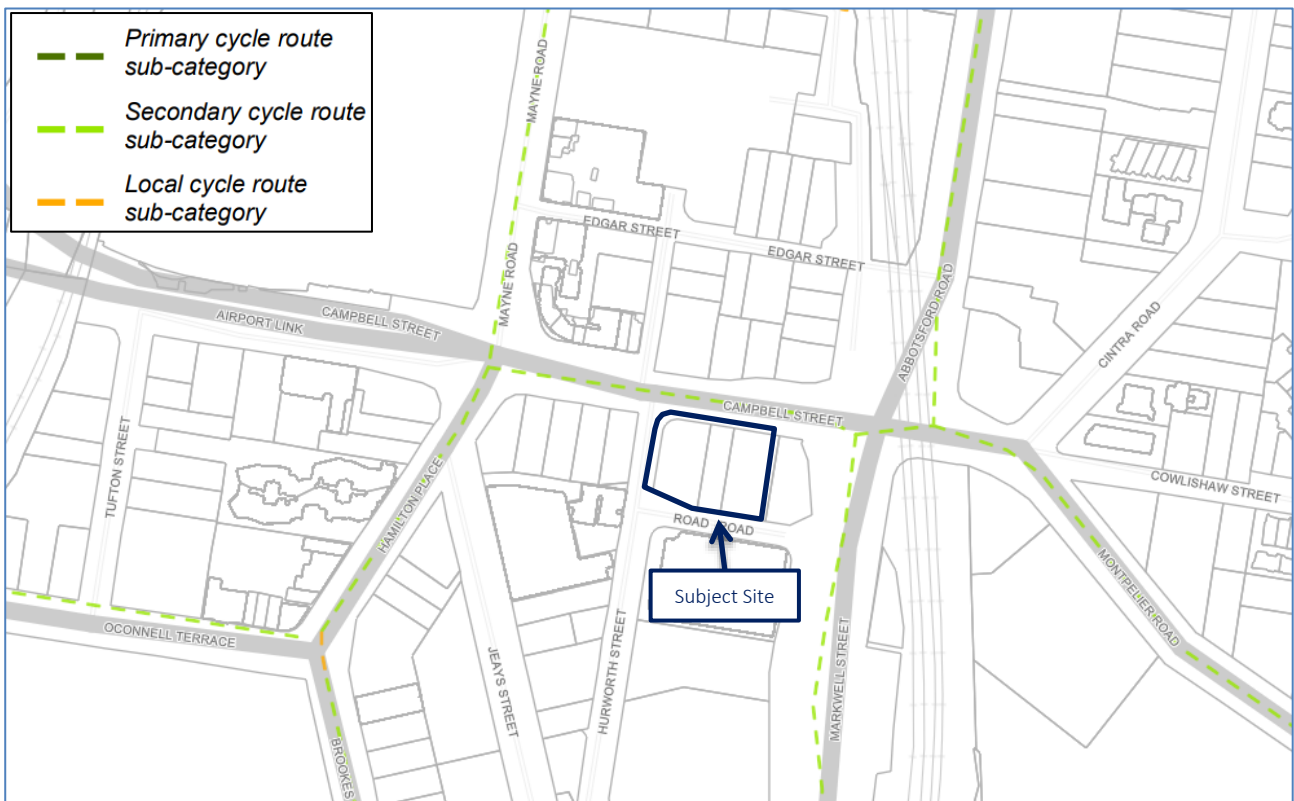 Primary cycle route
sub-category
Secondary cycle route
sub-category
Local cycle route
sub-category
MAYNE ROAD
MAYNE ROAD
EDGAR STREET
EDGAR STREET
ABBOTSFORD ROAD
CINTRA ROAD
CAMPBELL STREET
AIRPORT LINK
CAMPBELL STREET
TUFTON STREET
HAMILTON PLACE
COWLISHAW STREET
ROAD ROAD
Subject Site
MONTPELIER ROAD
OCONNELL TERRACE
JEAYS STREET
HURWORTH STREET
MARKWELL STREET
BROOKES